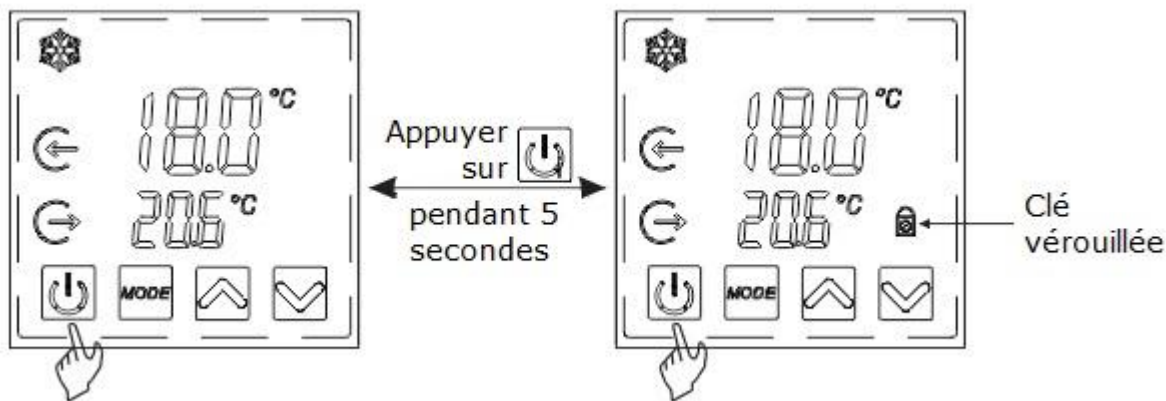 18.0 °C
20.6 °C
MODE
Appuyer
sur
pendant 5
secondes
18.0 °C
20.6 °C
MODE
Clé
vérouillée